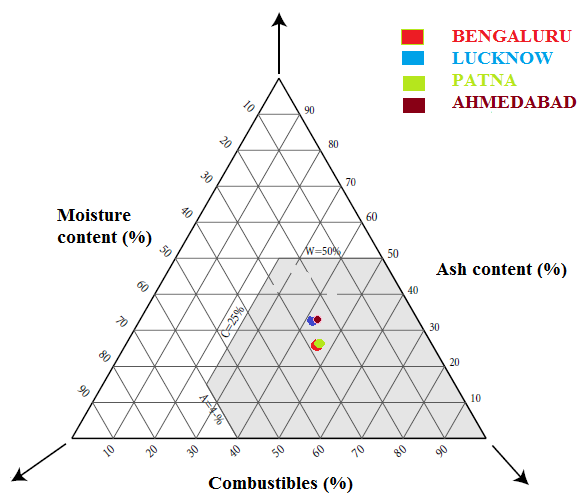 BENGALURU
LUCKNOW
PATNA
AHMEDABAD
10
90
20
80
30
70
40
60
Moisture
content (%)
50
W=50%
50
Ash content (%)
60
40
C=25%
70
30
80
20
A=4-%
90
10
10
20
30
40
50
60
70
80
90
Combustibles (%)